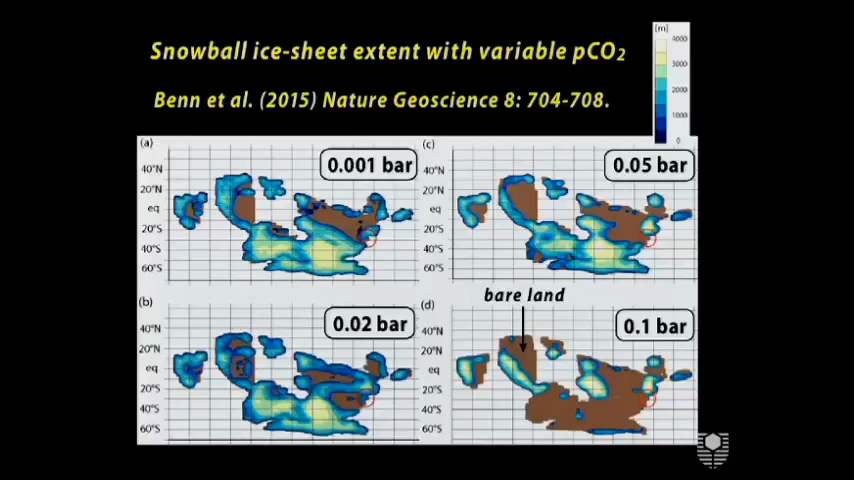 Snowball ice-sheet extent with variable pCO₂
Benn et al. (2015) Nature Geoscience 8: 704-708.
[m]
4000
3000
2000
1000
0
(a)
0.001 bar
40°N
20°N
eq
20°S
40°S
60°S
(c)
0.05 bar
40°N
20°N
eq
20°S
40°S
60°S
(b)
0.02 bar
40°N
20°N
eq
20°S
40°S
60°S
bare land
(d)
0.1 bar
40°N
20°N
eq
20°S
40°S
60°S